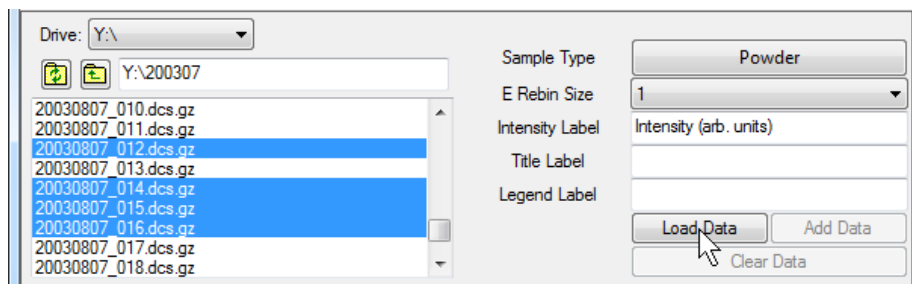 Drive: Y:\
Y:\200307
20030807_010.dcs.gz
20030807_011.dcs.gz
20030807_012.dcs.gz
20030807_013.dcs.gz
20030807_014.dcs.gz
20030807_015.dcs.gz
20030807_016.dcs.gz
20030807_017.dcs.gz
20030807_018.dcs.gz
Sample Type Powder
E Rebin Size 1
Intensity Label Intensity (arb. units)
Title Label
Legend Label
Load Data Add Data
Clear Data